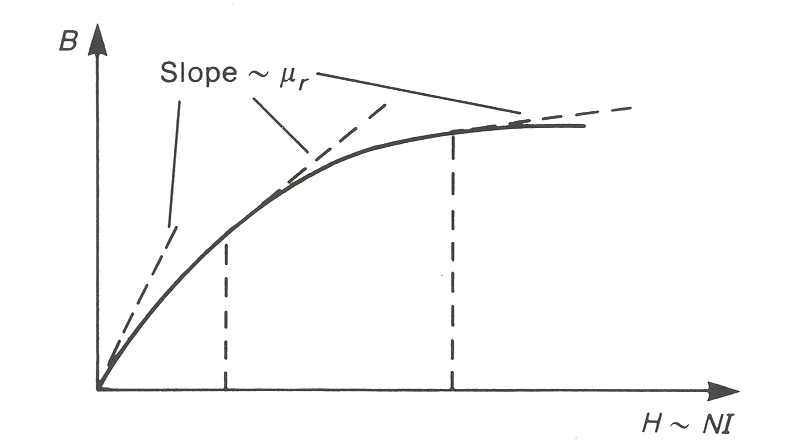 B
Slope ~ μr
H ~ NI